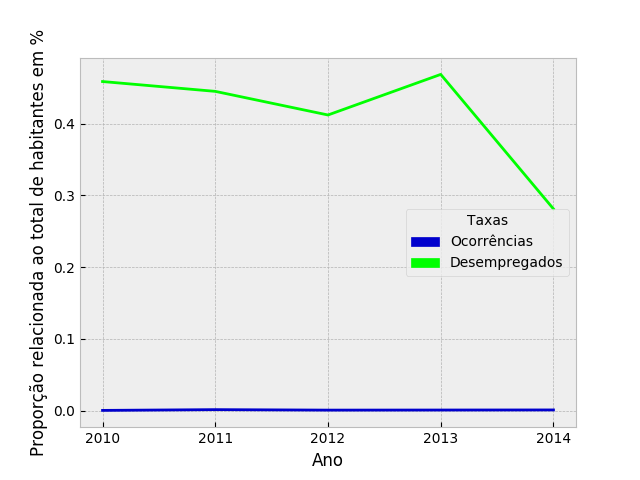 Proporção relacionada ao total de habitantes em %
0.4
0.3
0.2
0.1
0.0
Taxas
Ocorrências
Desempregados
2010 2011 2012 2013 2014
Ano